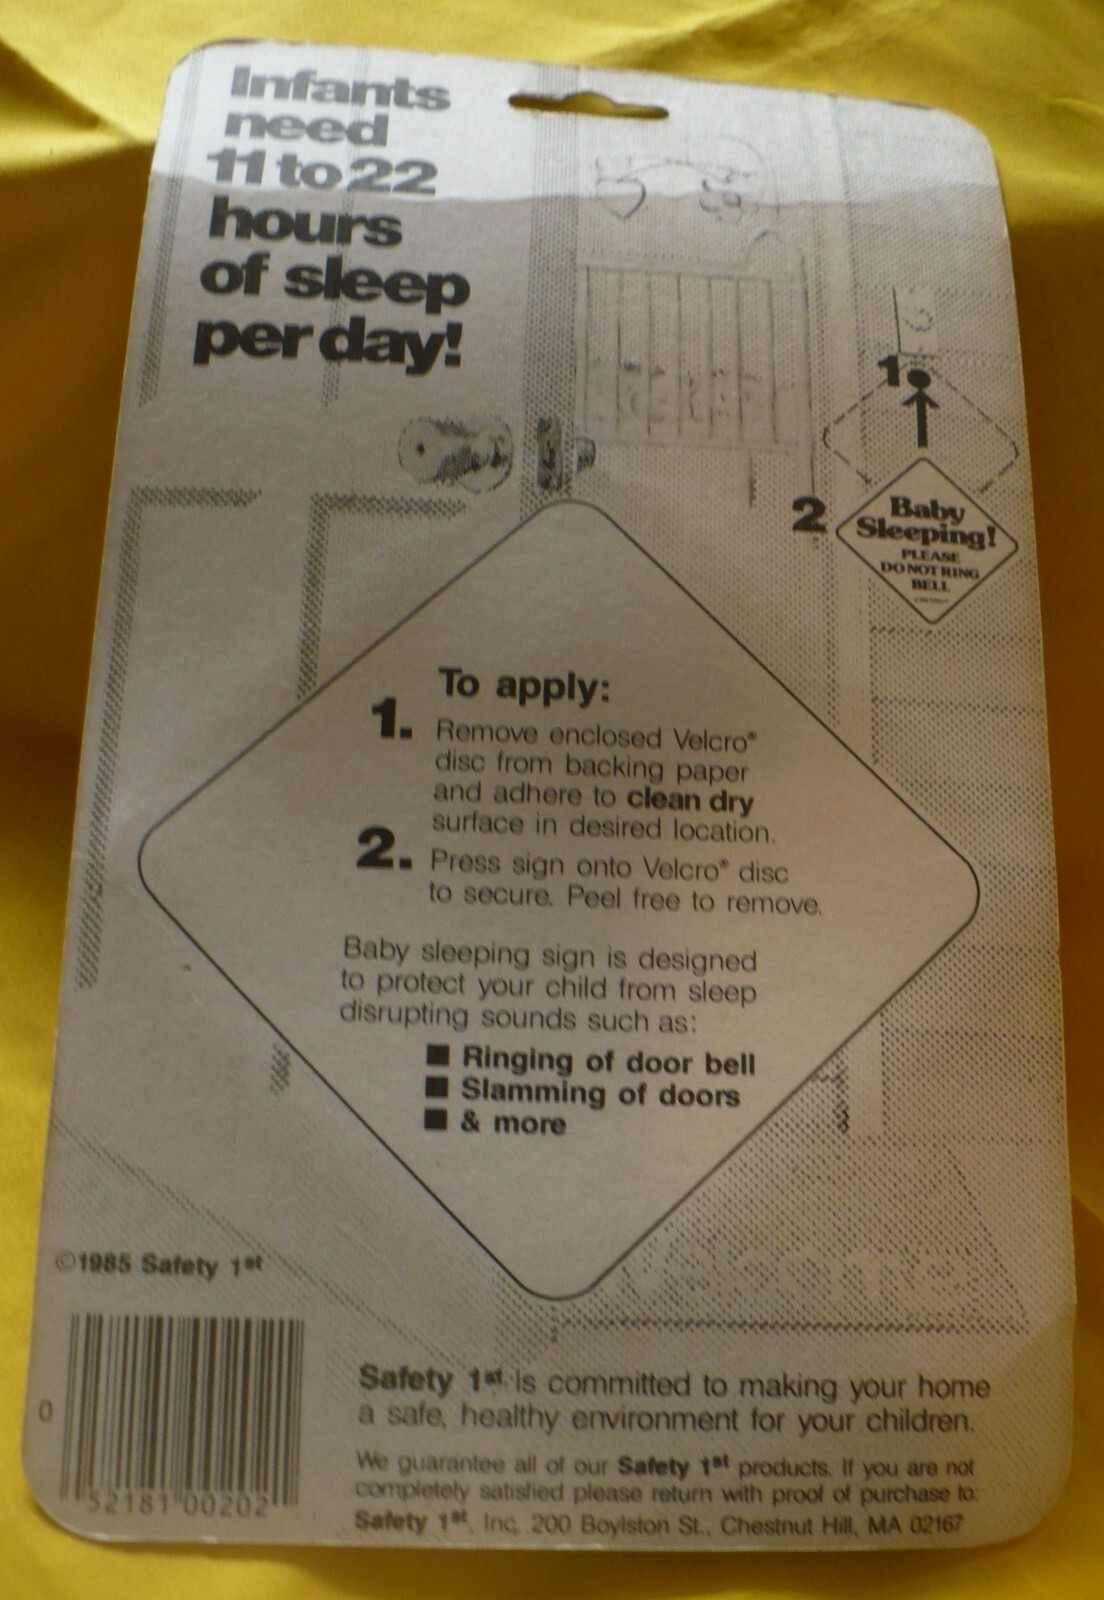 Infants
need
11 to 22
hours
of sleep
per day!
1
2
Baby
Sleeping!
PLEASE
DO NOT RING
BELL
To apply:
1. Remove enclosed Velcro®
disc from backing paper
and adhere to clean dry
surface in desired location.
2. Press sign onto Velcro® disc
to secure. Peel free to remove.
Baby sleeping sign is designed
to protect your child from sleep
disrupting sounds such as:
■ Ringing of door bell
■ Slamming of doors
■ & more
©1985 Safety 1st
0 52181 00202
Safety 1st is committed to making your home
a safe, healthy environment for your children.
We guarantee all of our Safety 1st products. If you are not
completely satisfied please return with proof of purchase to:
Safety 1st, Inc. 200 Boylston St., Chestnut Hill, MA 02167